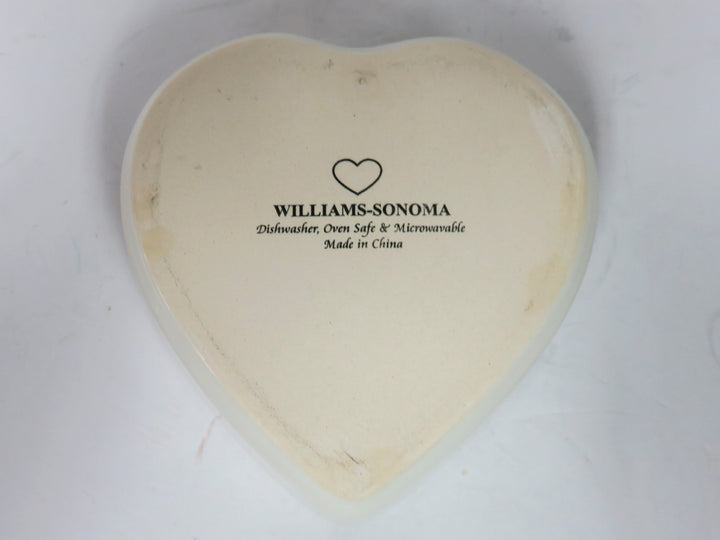 WILLIAMS-SONOMA
Dishwasher, Oven Safe & Microwavable
Made in China